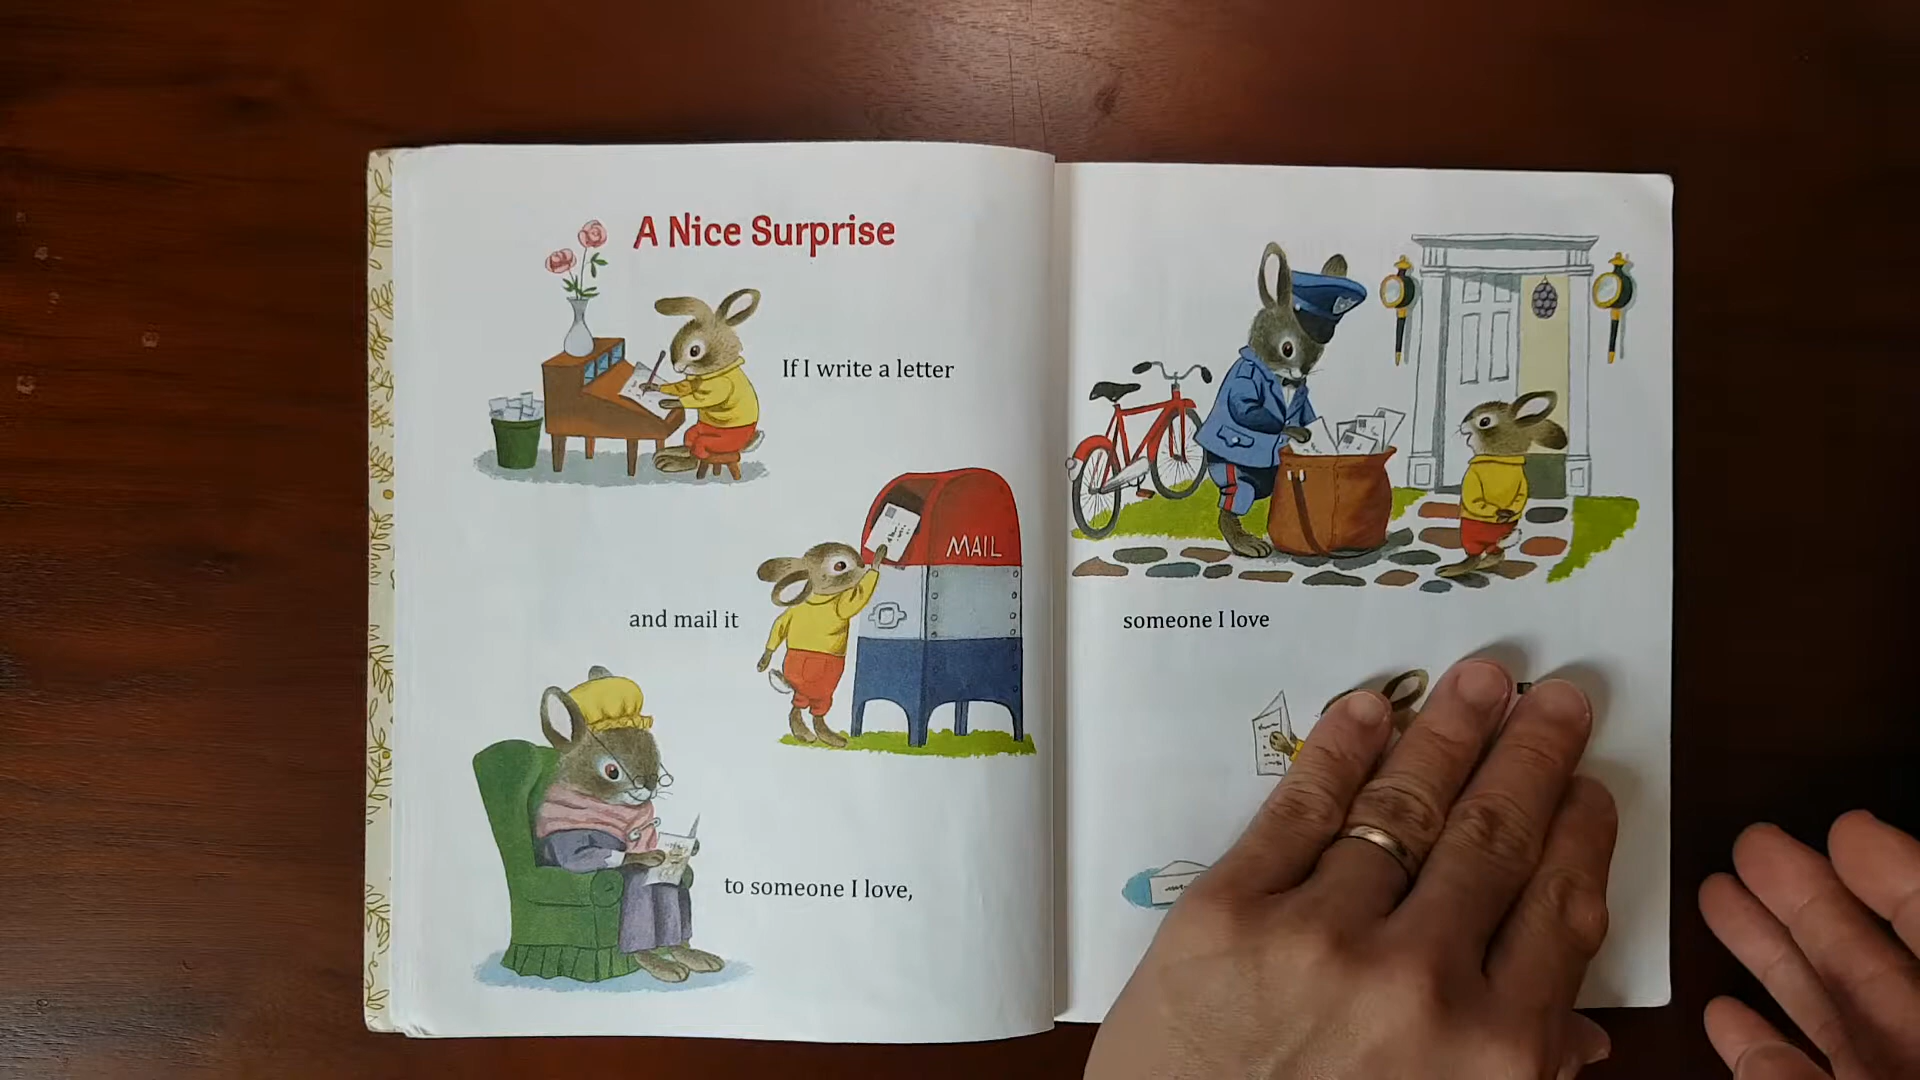 A Nice Surprise
If I write a letter
MAIL
and mail it
to someone I love,
someone I love